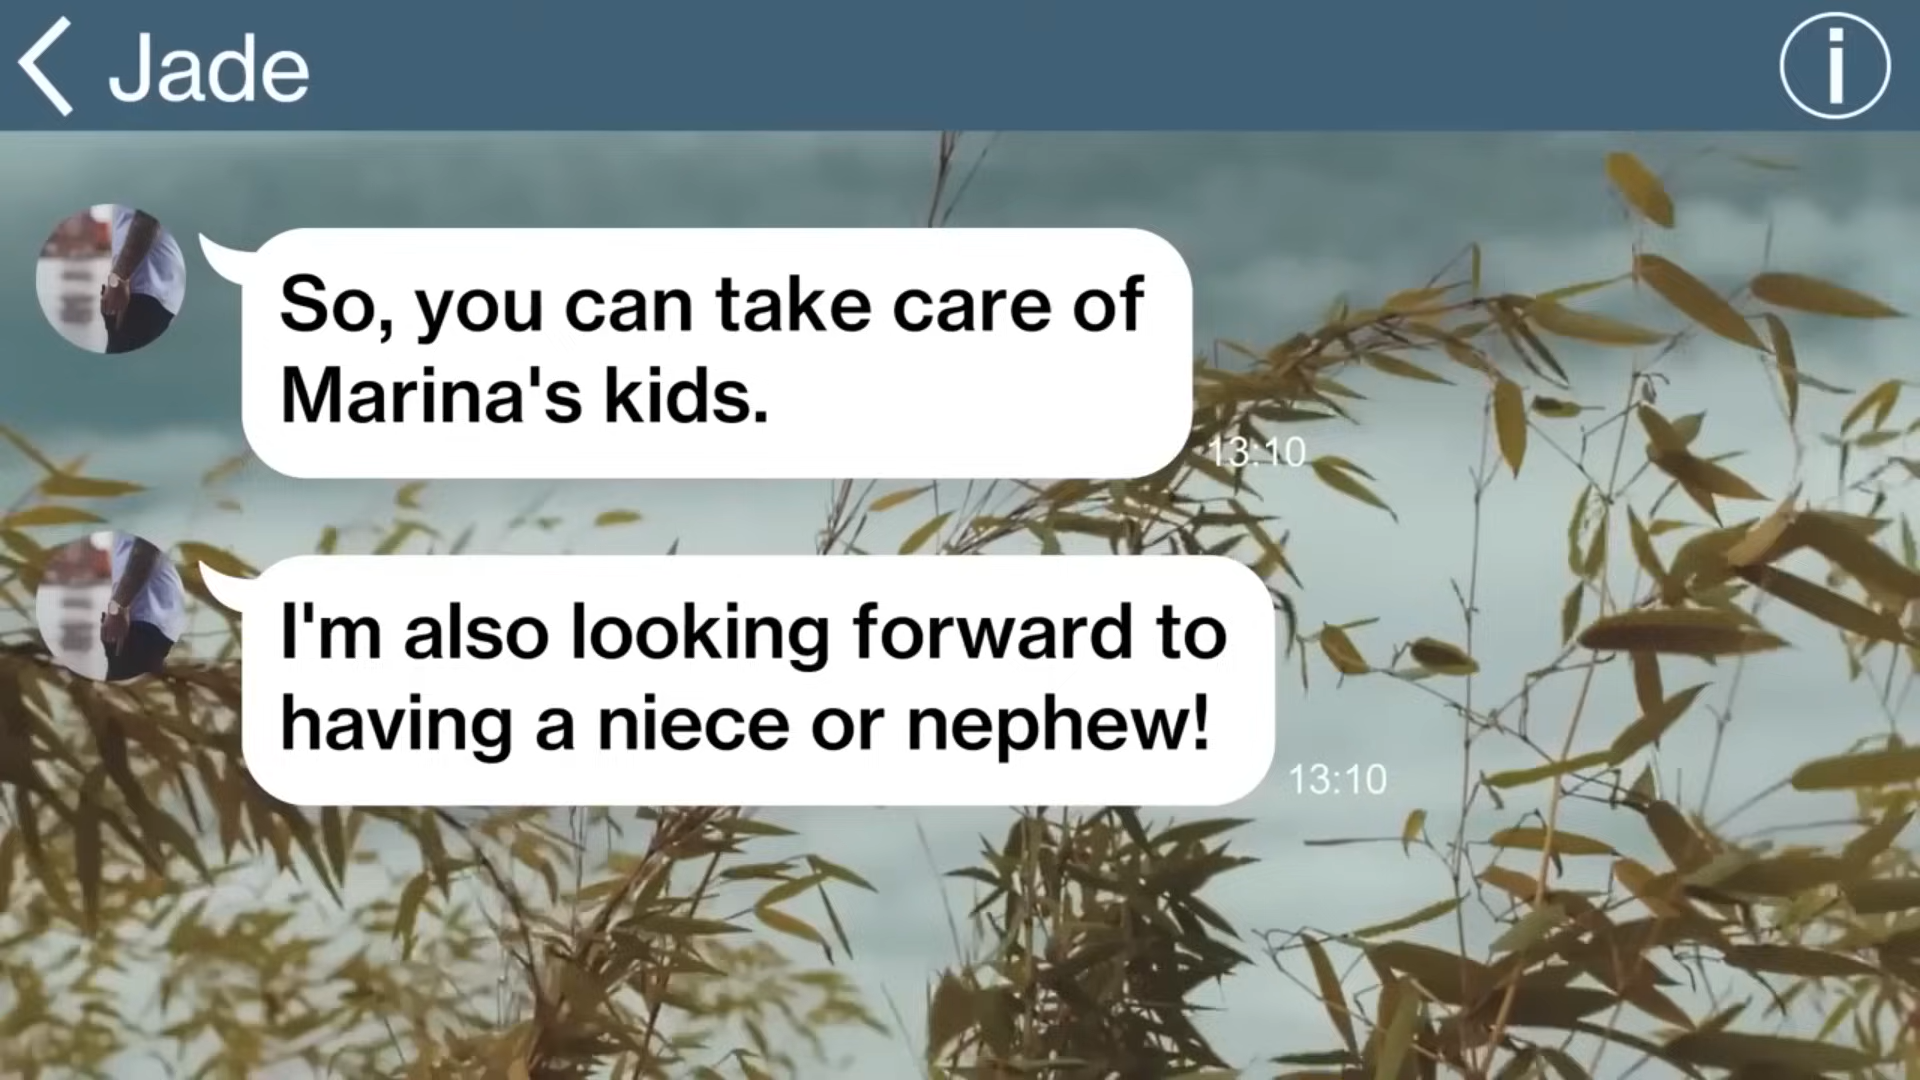 Jade
So, you can take care of
Marina's kids.
13:10
I'm also looking forward to
having a niece or nephew!
13:10